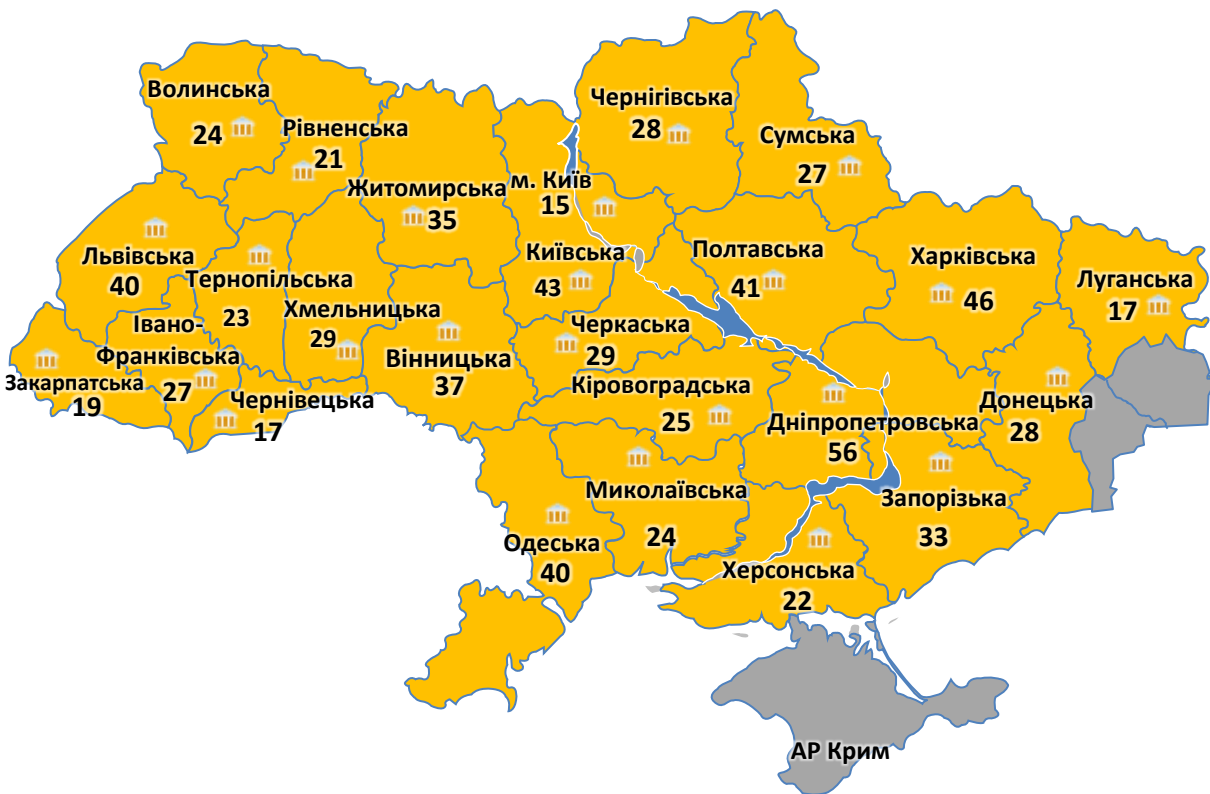 Волинська
24
Рівненська
21
Житомирська
35
м. Київ
15
Чернігівська
28
Сумська
27
Львівська
40
Тернопільська
23
Хмельницька
29
Київська
43
Полтавська
41
Харківська
46
Луганська
17
Закарпатська
19
Івано-
Франківська
27
Чернівецька
17
Вінницька
37
Черкаська
29
Кіровоградська
25
Дніпропетровська
56
Донецька
28
Одеська
40
Миколаївська
24
Запорізька
33
Херсонська
22
АР Крим